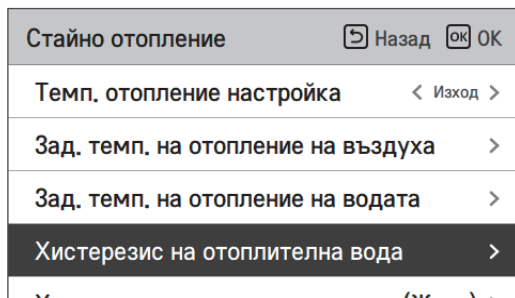 Стайно отопление Назад OK OK
Темп. отопление настройка < Изход >
Зад. темп. на отопление на въздуха >
Зад. темп. на отопление на водата >
Хистерезис на отоплителна вода >